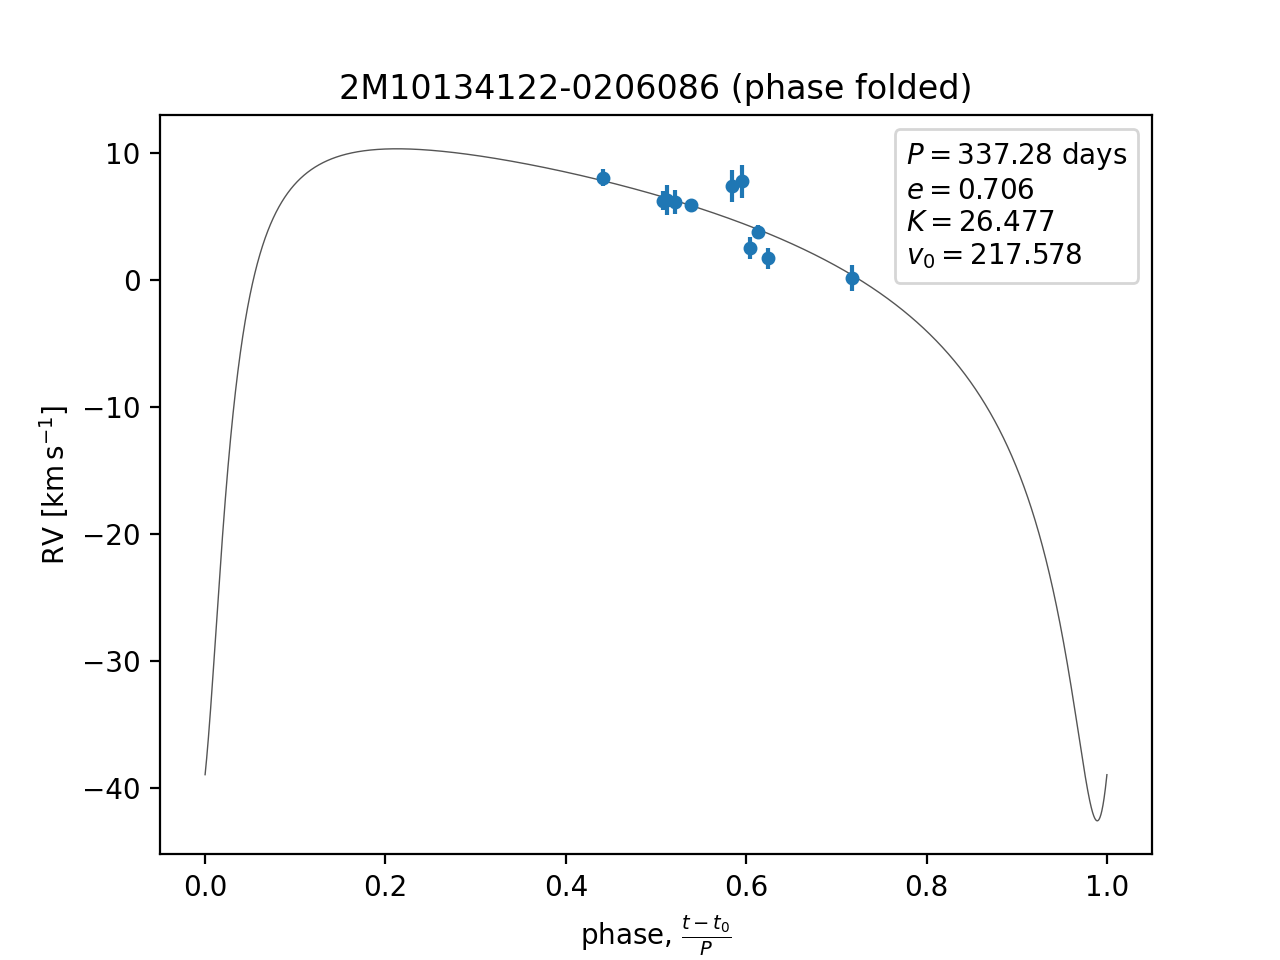 2M10134122-0206086 (phase folded)
P = 337.28 days
e = 0.706
K = 26.477
v₀ = 217.578
10
0
−10
−20
−30
−40
RV [km s⁻¹]
0.0 0.2 0.4 0.6 0.8 1.0
phase, (t − t₀)/P